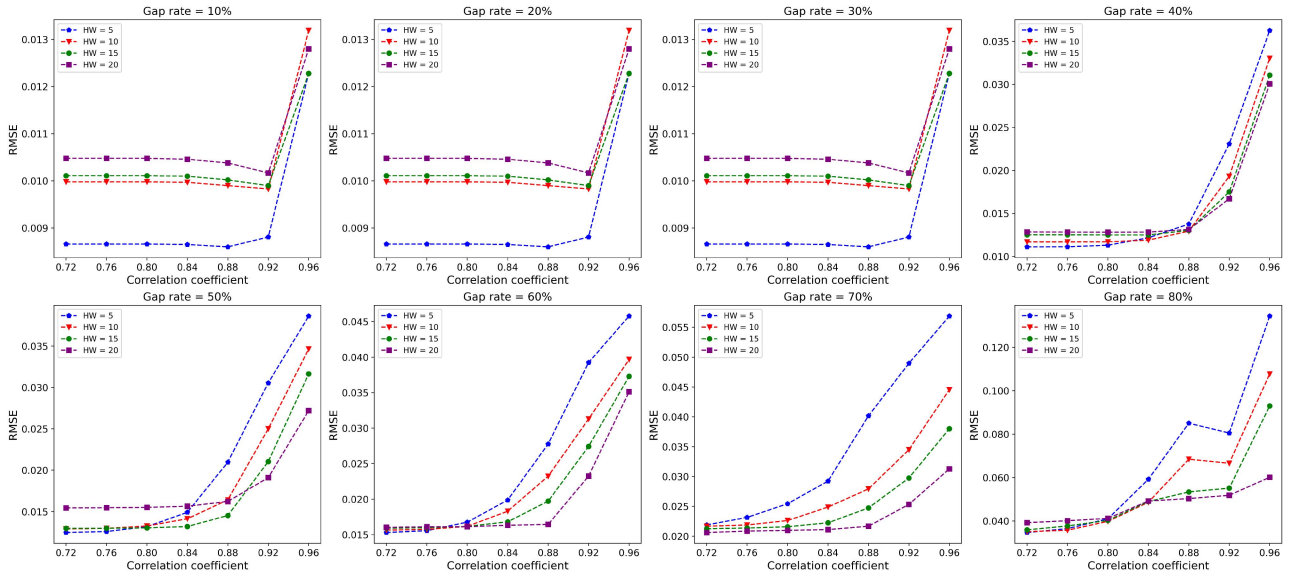 Gap rate = 10%
RMSE
0.013
0.012
0.011
0.010
0.009
HW = 5
HW = 10
HW = 15
HW = 20
0.72 0.76 0.80 0.84 0.88 0.92 0.96
Correlation coefficient
Gap rate = 20%
RMSE
0.013
0.012
0.011
0.010
0.009
HW = 5
HW = 10
HW = 15
HW = 20
0.72 0.76 0.80 0.84 0.88 0.92 0.96
Correlation coefficient
Gap rate = 30%
RMSE
0.013
0.012
0.011
0.010
0.009
HW = 5
HW = 10
HW = 15
HW = 20
0.72 0.76 0.80 0.84 0.88 0.92 0.96
Correlation coefficient
Gap rate = 40%
RMSE
0.035
0.030
0.025
0.020
0.015
0.010
HW = 5
HW = 10
HW = 15
HW = 20
0.72 0.76 0.80 0.84 0.88 0.92 0.96
Correlation coefficient
Gap rate = 50%
RMSE
0.035
0.030
0.025
0.020
0.015
HW = 5
HW = 10
HW = 15
HW = 20
0.72 0.76 0.80 0.84 0.88 0.92 0.96
Correlation coefficient
Gap rate = 60%
RMSE
0.045
0.040
0.035
0.030
0.025
0.020
0.015
HW = 5
HW = 10
HW = 15
HW = 20
0.72 0.76 0.80 0.84 0.88 0.92 0.96
Correlation coefficient
Gap rate = 70%
RMSE
0.055
0.050
0.045
0.040
0.035
0.030
0.025
0.020
HW = 5
HW = 10
HW = 15
HW = 20
0.72 0.76 0.80 0.84 0.88 0.92 0.96
Correlation coefficient
Gap rate = 80%
RMSE
0.120
0.100
0.080
0.060
0.040
HW = 5
HW = 10
HW = 15
HW = 20
0.72 0.76 0.80 0.84 0.88 0.92 0.96
Correlation coefficient